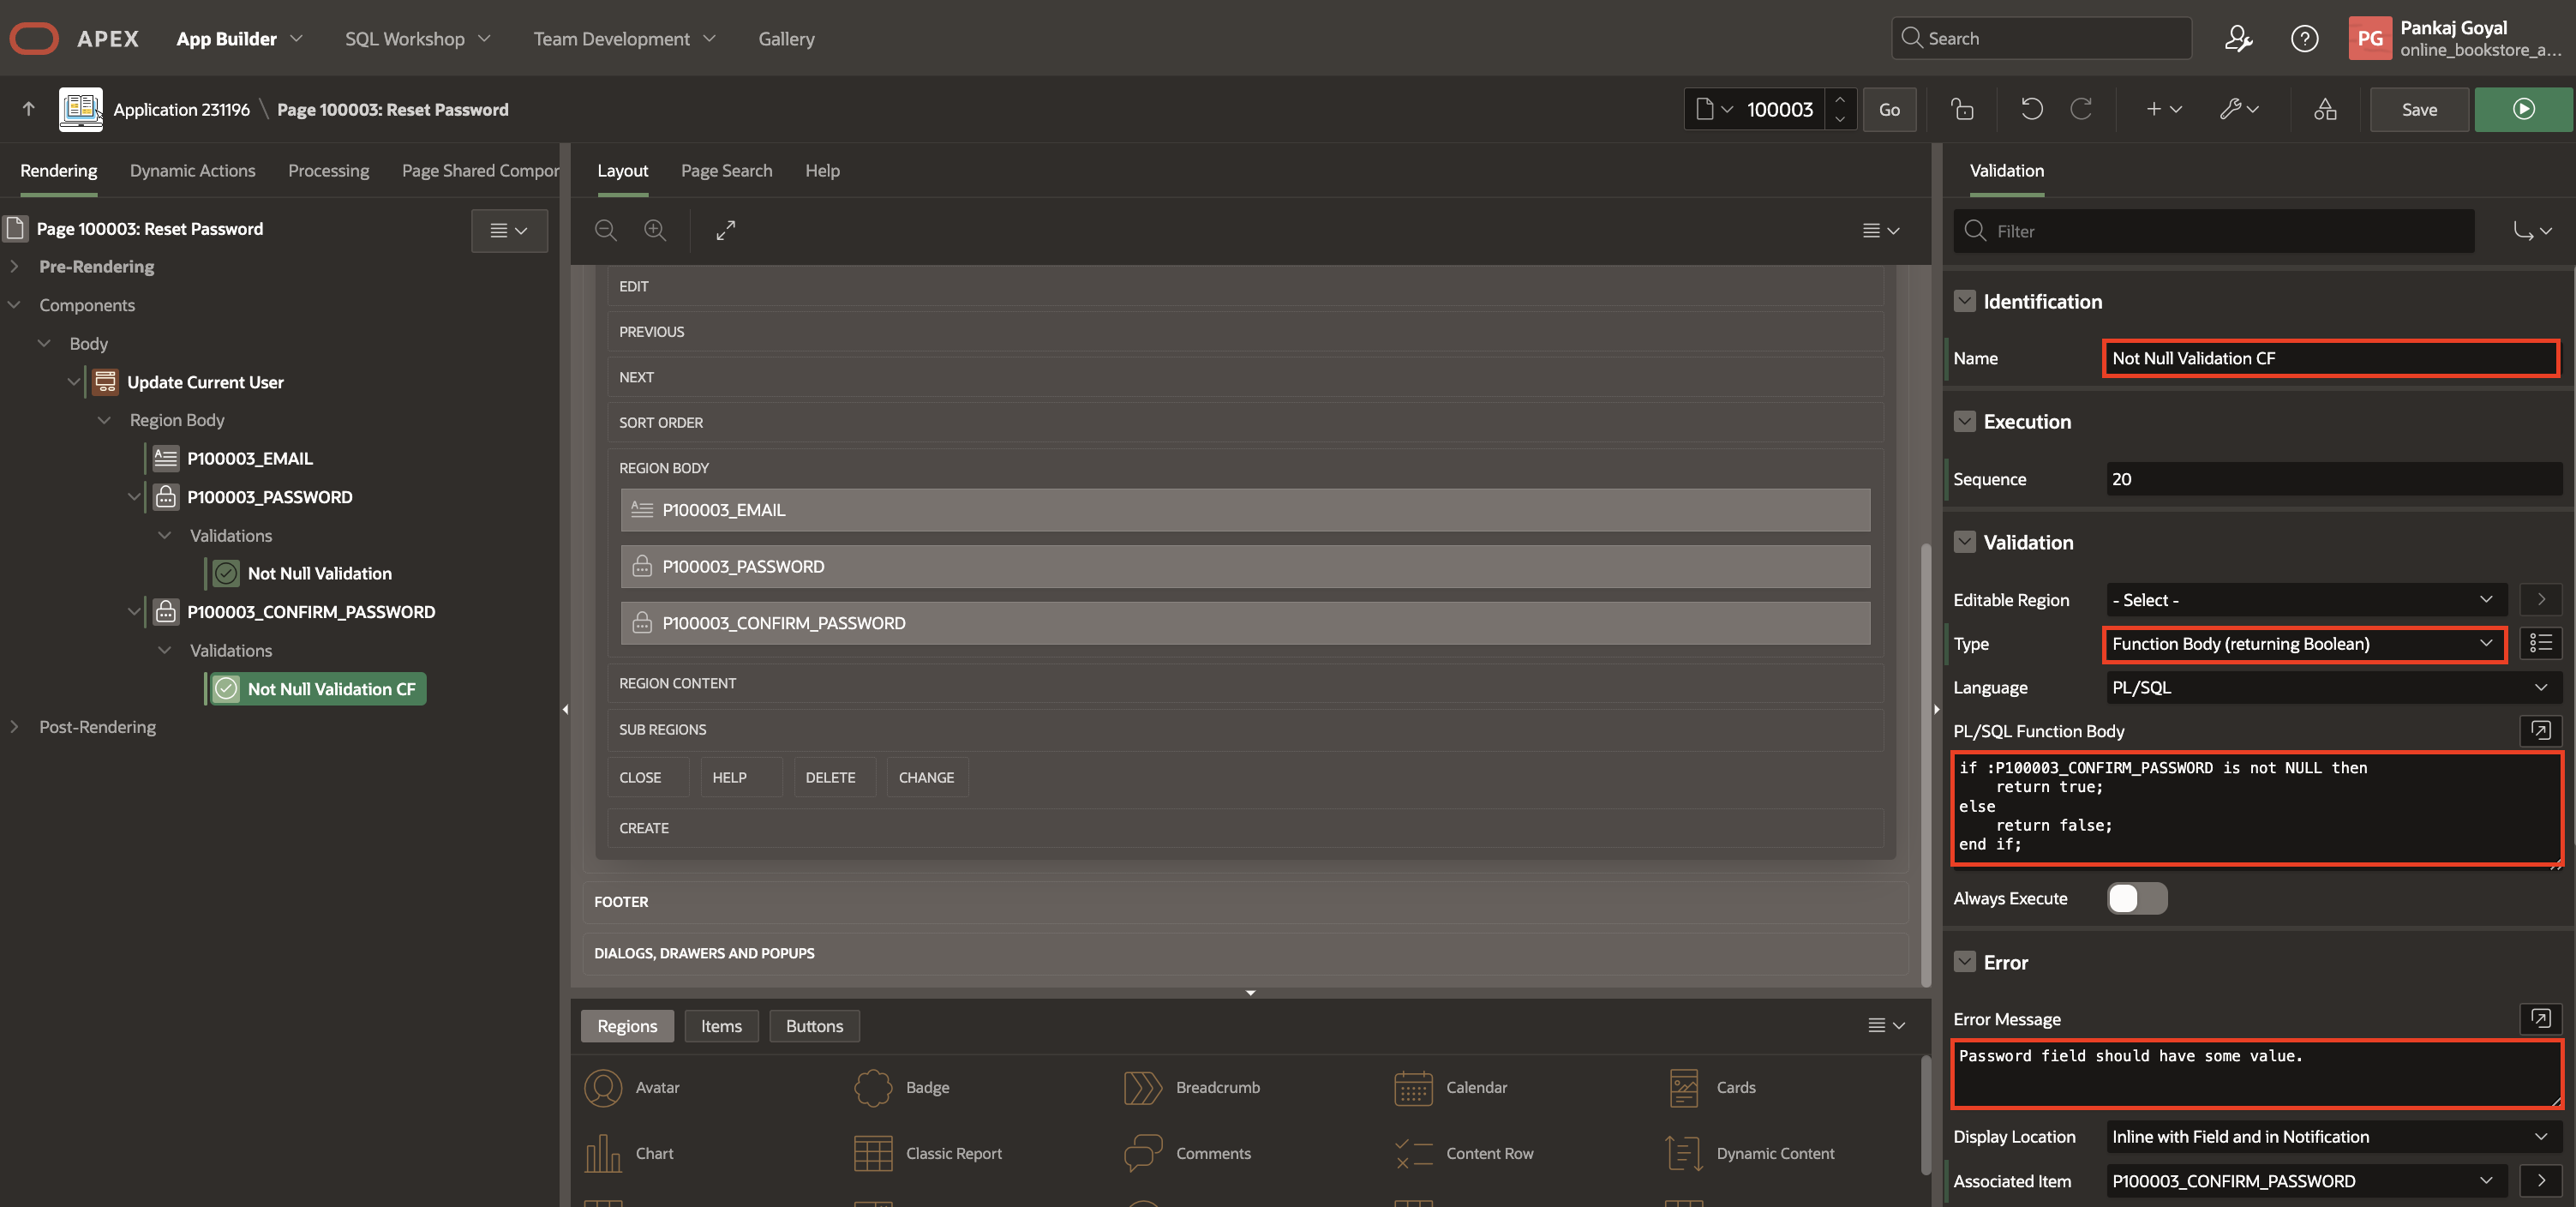 APEX
App Builder
SQL Workshop
Team Development
Gallery
Search
PG
Pankaj Goyal
online_bookstore_a...
Application 231196 \ Page 100003: Reset Password
100003
Go
Save
Rendering
Dynamic Actions
Processing
Page Shared Compor
Page 100003: Reset Password
Pre-Rendering
Components
Body
Update Current User
Region Body
P100003_EMAIL
P100003_PASSWORD
Validations
Not Null Validation
P100003_CONFIRM_PASSWORD
Validations
Not Null Validation CF
Post-Rendering
Layout
Page Search
Help
EDIT
PREVIOUS
NEXT
SORT ORDER
REGION BODY
P100003_EMAIL
P100003_PASSWORD
P100003_CONFIRM_PASSWORD
REGION CONTENT
SUB REGIONS
CLOSE
HELP
DELETE
CHANGE
CREATE
FOOTER
DIALOGS, DRAWERS AND POPUPS
Regions
Items
Buttons
Avatar
Badge
Breadcrumb
Calendar
Cards
Chart
Classic Report
Comments
Content Row
Dynamic Content
Validation
Filter
Identification
Name
Not Null Validation CF
Execution
Sequence
20
Validation
Editable Region
- Select -
Type
Function Body (returning Boolean)
Language
PL/SQL
PL/SQL Function Body
if :P100003_CONFIRM_PASSWORD is not NULL then
return true;
else
return false;
end if;
Always Execute
Error
Error Message
Password field should have some value.
Display Location
Inline with Field and in Notification
Associated Item
P100003_CONFIRM_PASSWORD